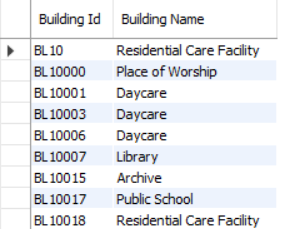 Building Id Building Name
BL10 Residential Care Facility
BL10000 Place of Worship
BL10001 Daycare
BL10003 Daycare
BL10006 Daycare
BL10007 Library
BL10015 Archive
BL10017 Public School
BL10018 Residential Care Facility